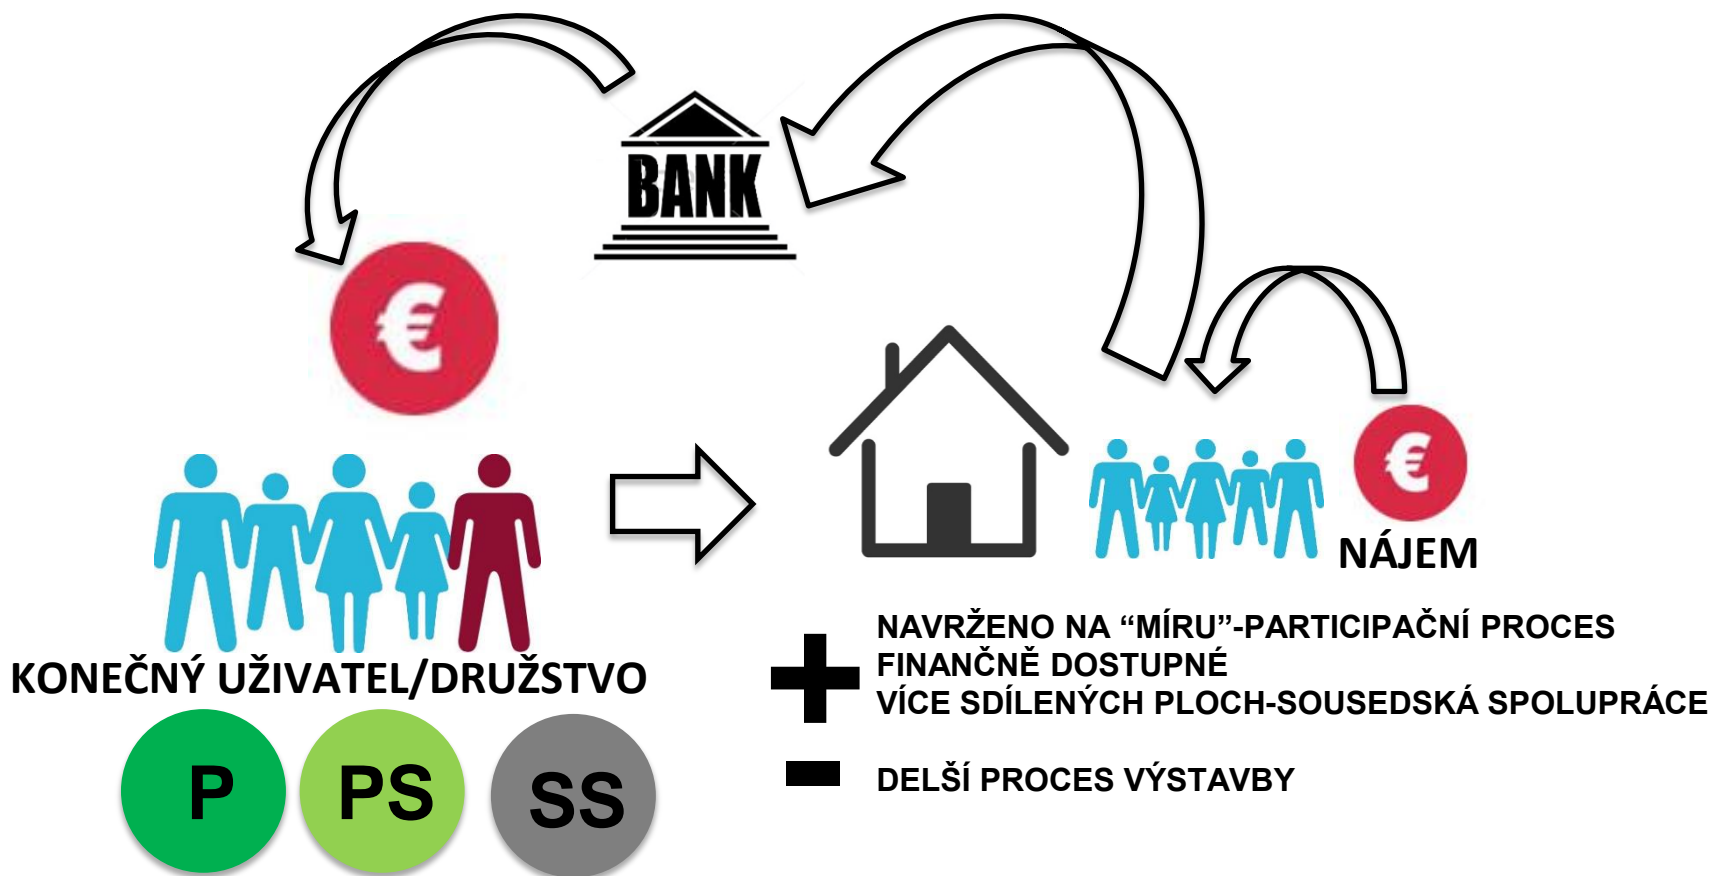 BANK
€
€
NÁJEM
KONEČNÝ UŽIVATEL/DRUŽSTVO
P
PS
SS
NAVRŽENO NA “MÍRU”-PARTICIPAČNÍ PROCES
FINANČNĚ DOSTUPNÉ
VÍCE SDÍLENÝCH PLOCH-SOUSEDSKÁ SPOLUPRÁCE
DELŠÍ PROCES VÝSTAVBY